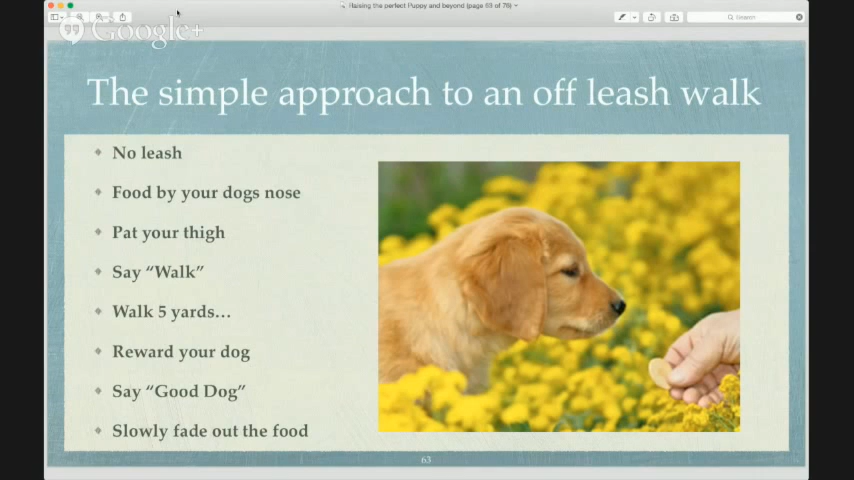 Raising the perfect Puppy and beyond (page 69 of 76)
Search
Google+
The simple approach to an off leash walk
No leash
Food by your dogs nose
Pat your thigh
Say “Walk”
Walk 5 yards...
Reward your dog
Say “Good Dog”
Slowly fade out the food
63